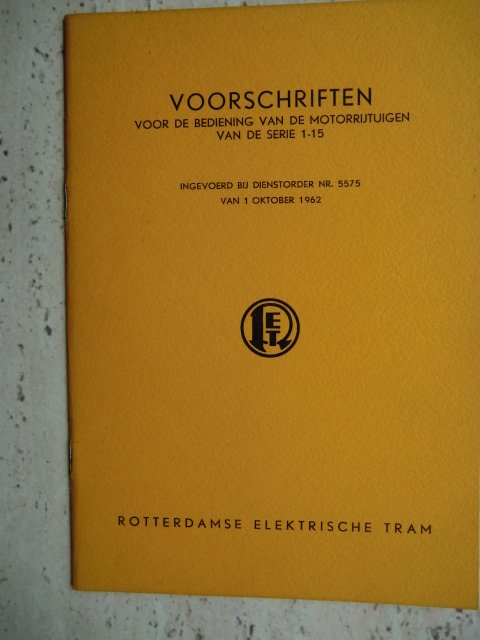 VOORSCHRIFTEN
VOOR DE BEDIENING VAN DE MOTORRIJTUIGEN
VAN DE SERIE 1-15
INGEVOERD BIJ DIENSTORDER NR. 5575
VAN 1 OKTOBER 1962
RET
ROTTERDAMSE ELEKTRISCHE TRAM